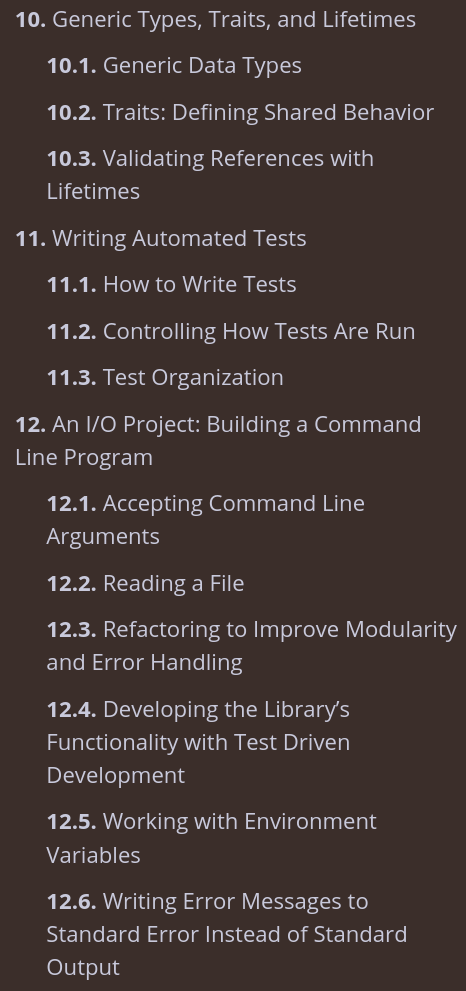 10. Generic Types, Traits, and Lifetimes
10.1. Generic Data Types
10.2. Traits: Defining Shared Behavior
10.3. Validating References with
Lifetimes
11. Writing Automated Tests
11.1. How to Write Tests
11.2. Controlling How Tests Are Run
11.3. Test Organization
12. An I/O Project: Building a Command
Line Program
12.1. Accepting Command Line
Arguments
12.2. Reading a File
12.3. Refactoring to Improve Modularity
and Error Handling
12.4. Developing the Library’s
Functionality with Test Driven
Development
12.5. Working with Environment
Variables
12.6. Writing Error Messages to
Standard Error Instead of Standard
Output